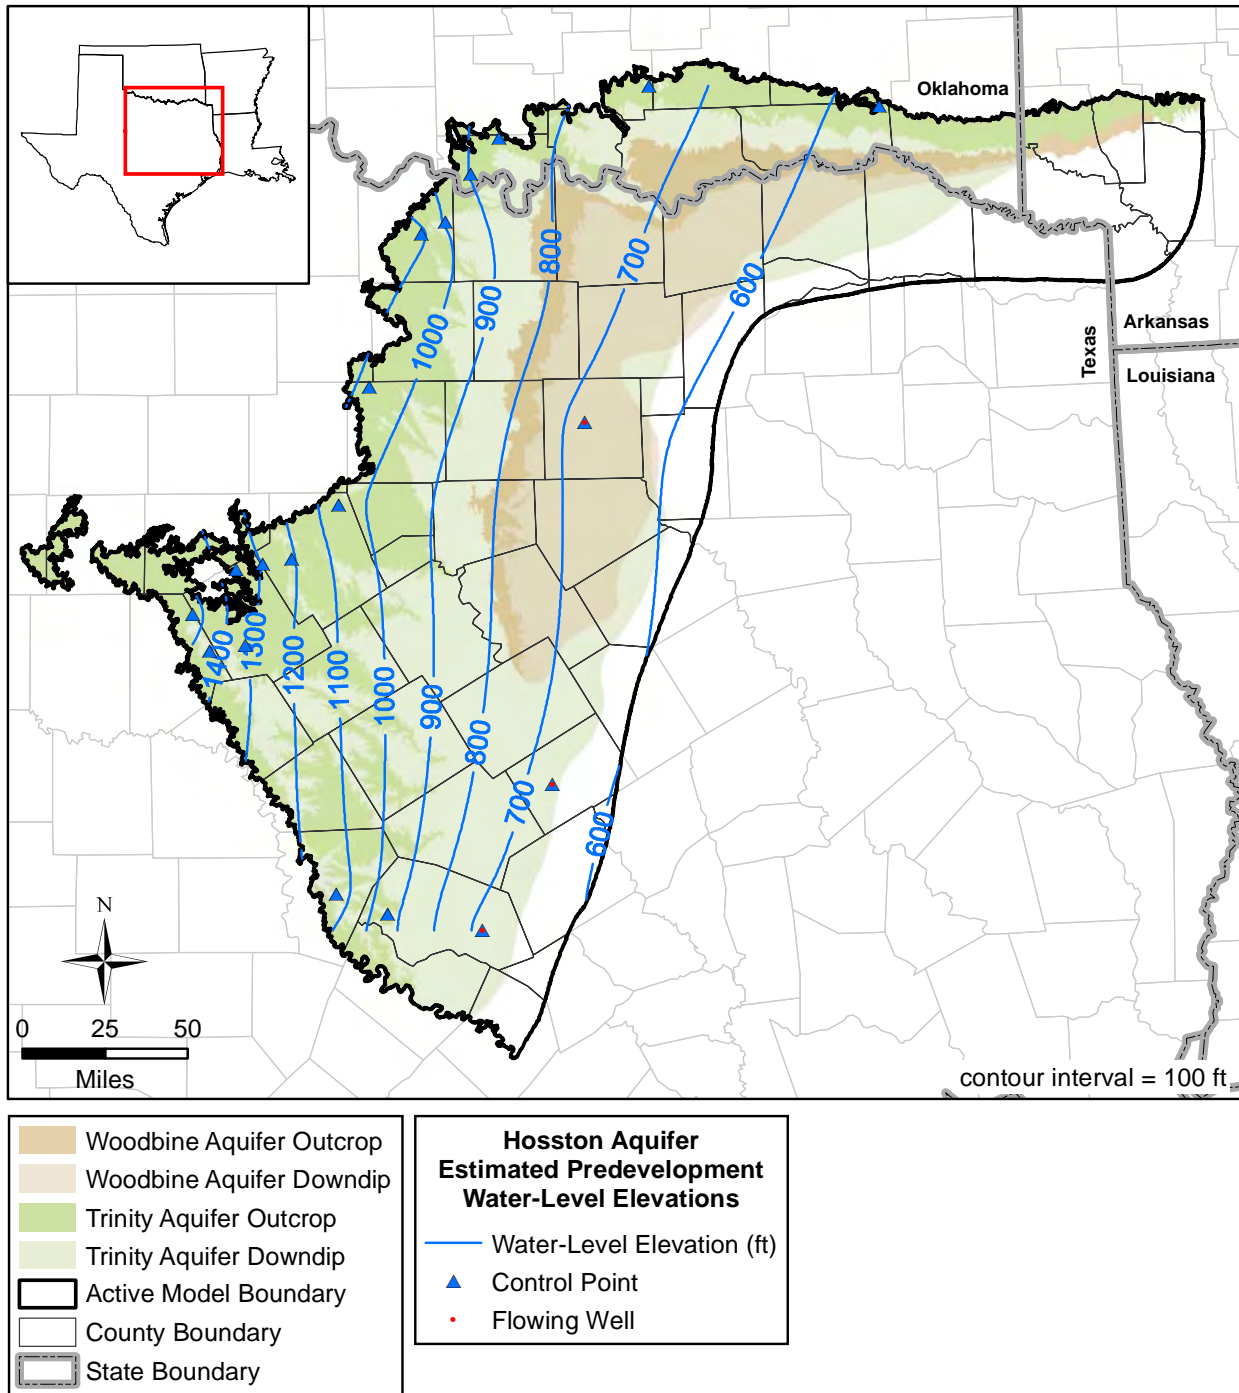 Oklahoma
Texas
Arkansas
Louisiana
800
700
600
900
1000
1400
1300
1200
1100
1000
900
800
700
600
N
0 25 50
Miles
contour interval = 100 ft
Woodbine Aquifer Outcrop
Woodbine Aquifer Downdip
Trinity Aquifer Outcrop
Trinity Aquifer Downdip
Active Model Boundary
County Boundary
State Boundary
Hosston Aquifer
Estimated Predevelopment
Water-Level Elevations
Water-Level Elevation (ft)
Control Point
Flowing Well